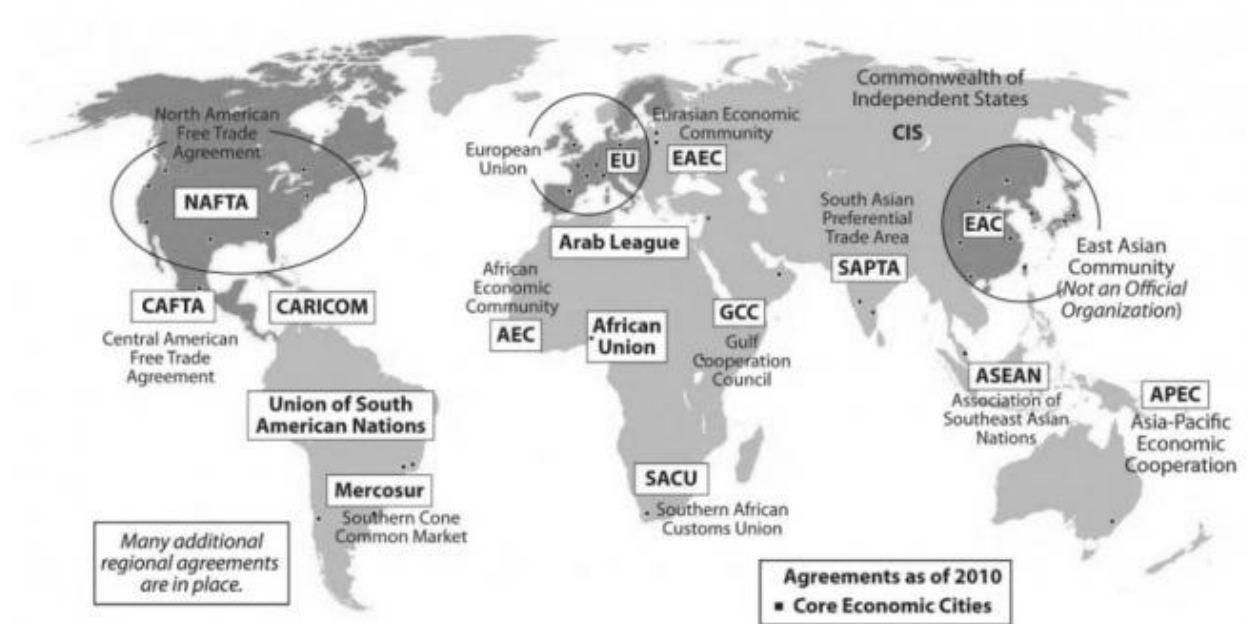 North American
Free Trade
Agreement
NAFTA
CAFTA
Central American
Free Trade
Agreement
CARICOM
Union of South
American Nations
Mercosur
Southern Cone
Common Market
Many additional
regional agreements
are in place.
European
Union
EU
Eurasian Economic
Community
EAEC
Commonwealth of
Independent States
CIS
Arab League
African
Economic
Community
AEC
African
Union
GCC
Gulf
Cooperation
Council
SACU
Southern African
Customs Union
South Asian
Preferential
Trade Area
SAPTA
EAC
East Asian
Community
(Not an Official
Organization)
ASEAN
Association of
Southeast Asian
Nations
APEC
Asia-Pacific
Economic
Cooperation
Agreements as of 2010
Core Economic Cities